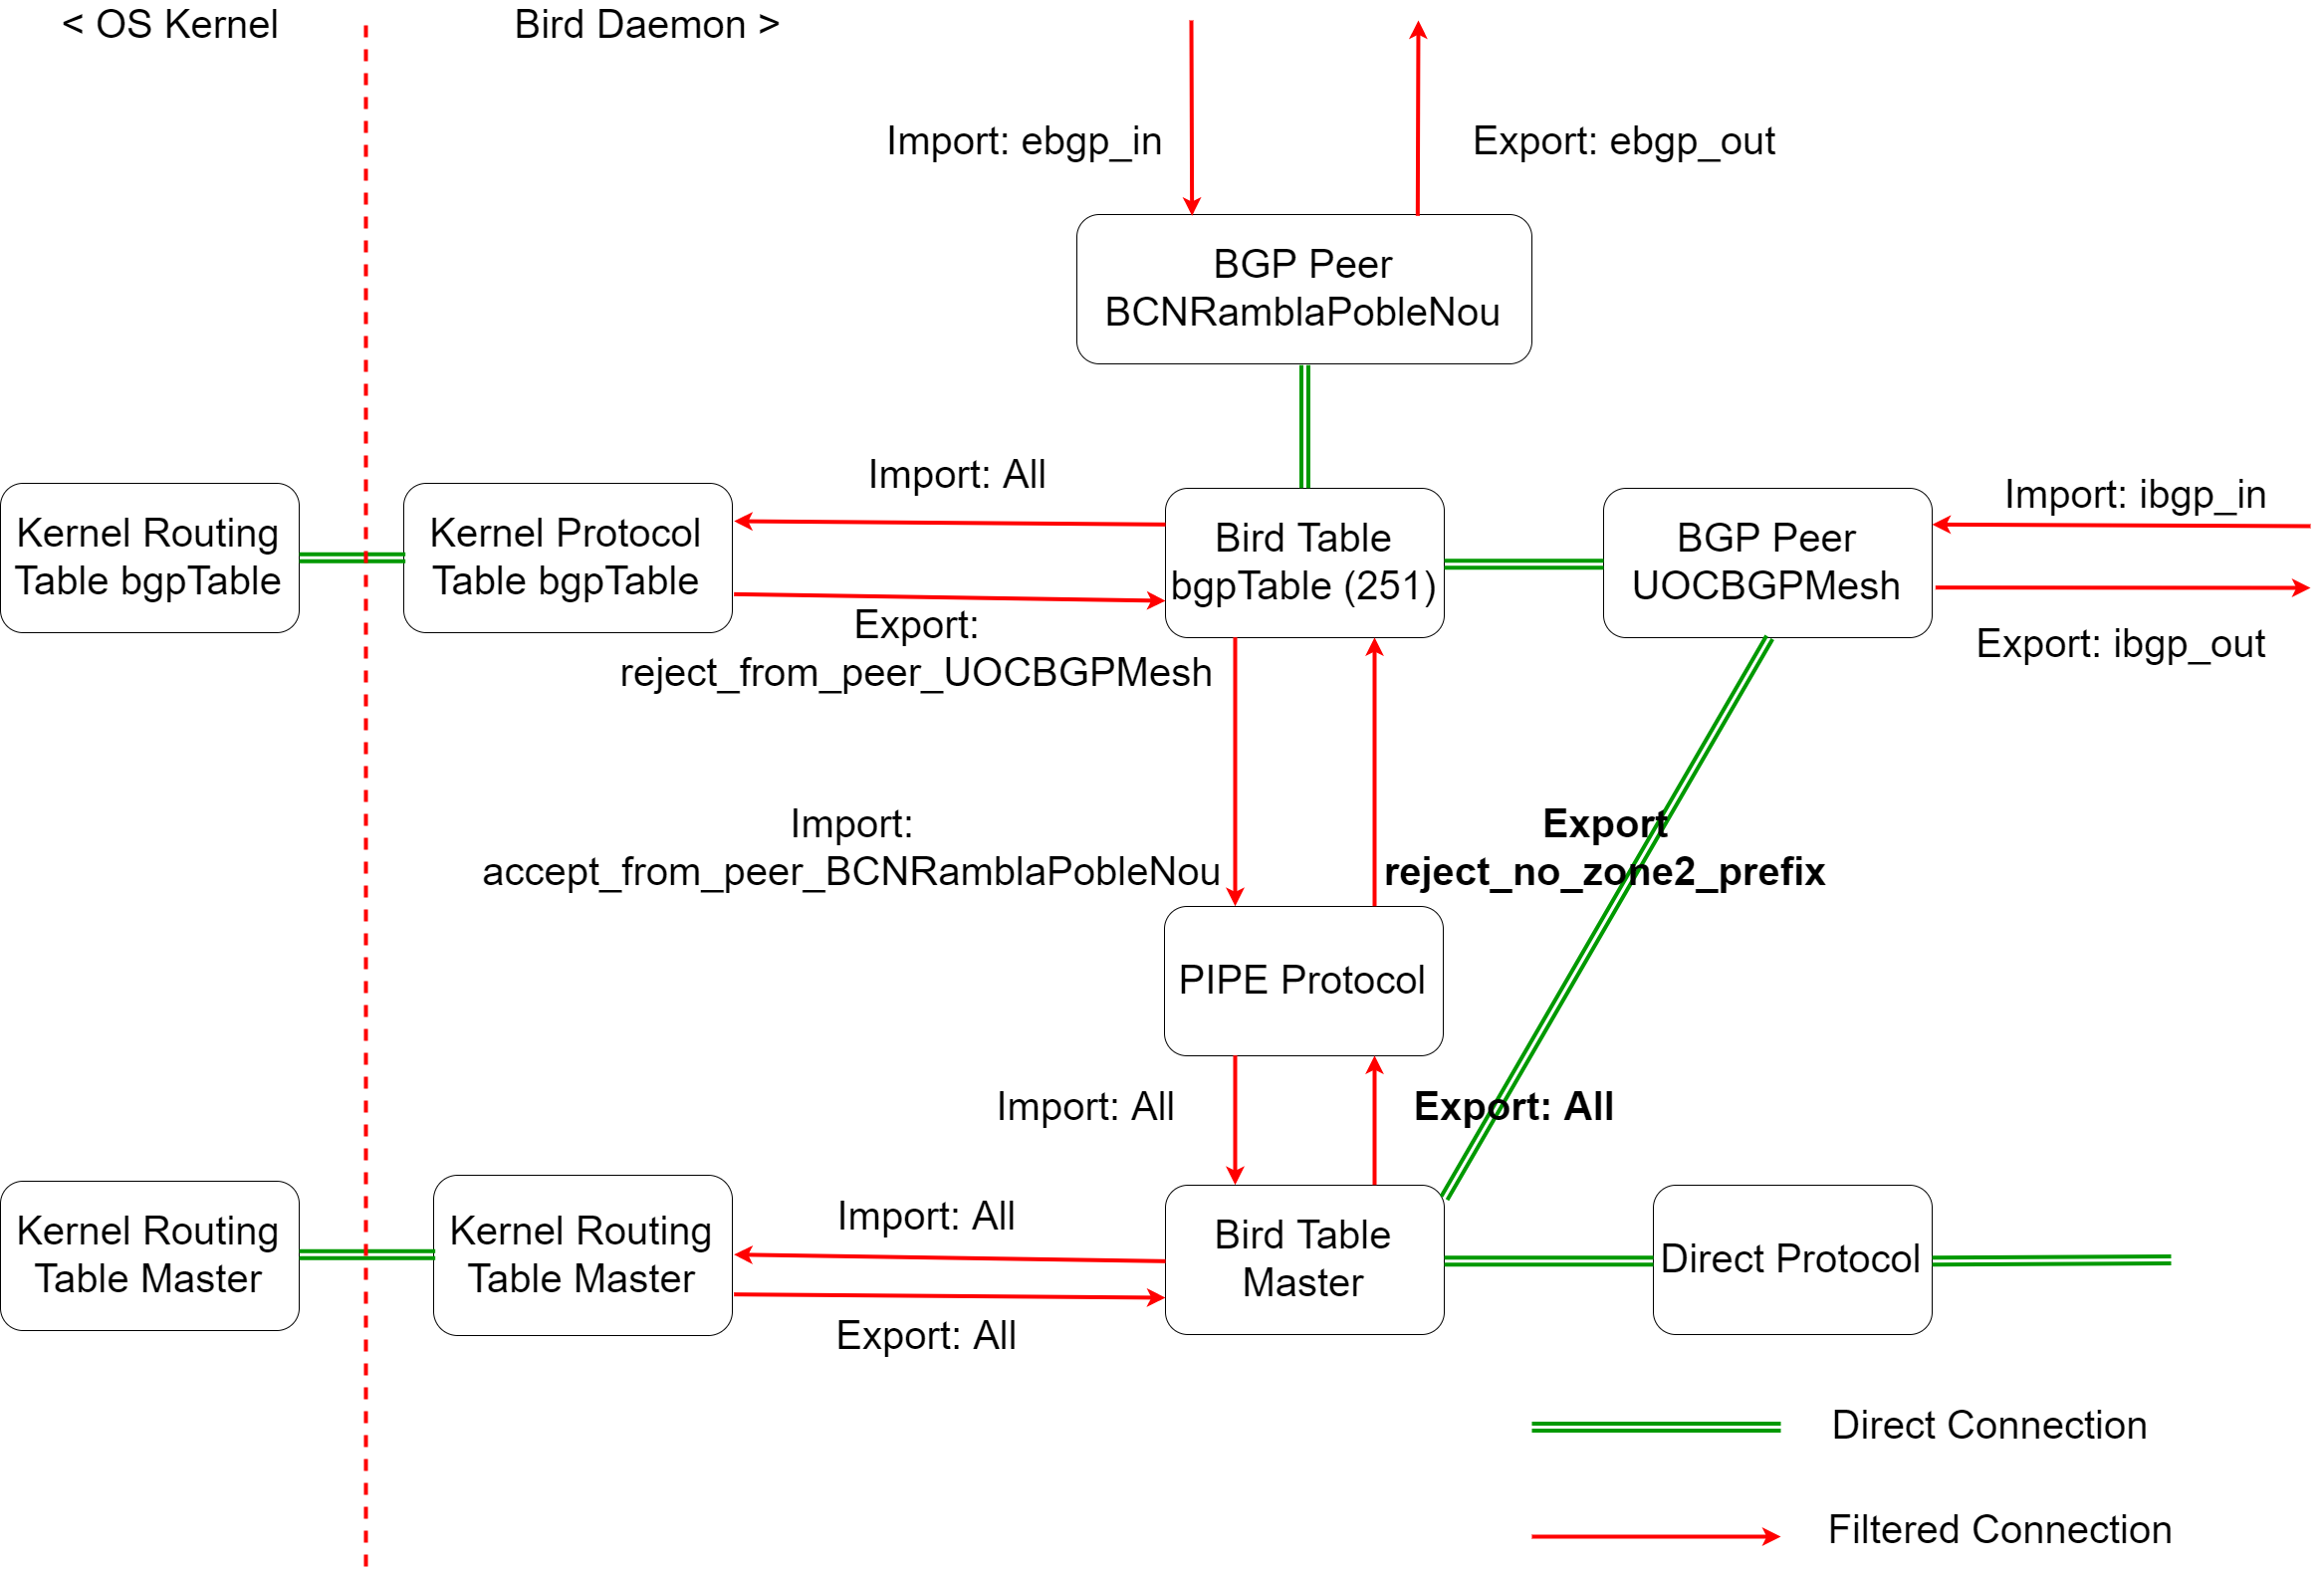 < OS Kernel
Bird Daemon >
Import: ebgp_in
Export: ebgp_out
BGP Peer
BCNRamblaPobleNou
Import: All
Kernel Routing
Table bgpTable
Kernel Protocol
Table bgpTable
Bird Table
bgpTable (251)
BGP Peer
UOCBGPMesh
Import: ibgp_in
Export: ibgp_out
Export:
reject_from_peer_UOCBGPMesh
Import:
accept_from_peer_BCNRamblaPobleNou
Export
reject_no_zone2_prefix
PIPE Protocol
Import: All
Export: All
Kernel Routing
Table Master
Kernel Routing
Table Master
Import: All
Export: All
Bird Table
Master
Direct Protocol
Direct Connection
Filtered Connection